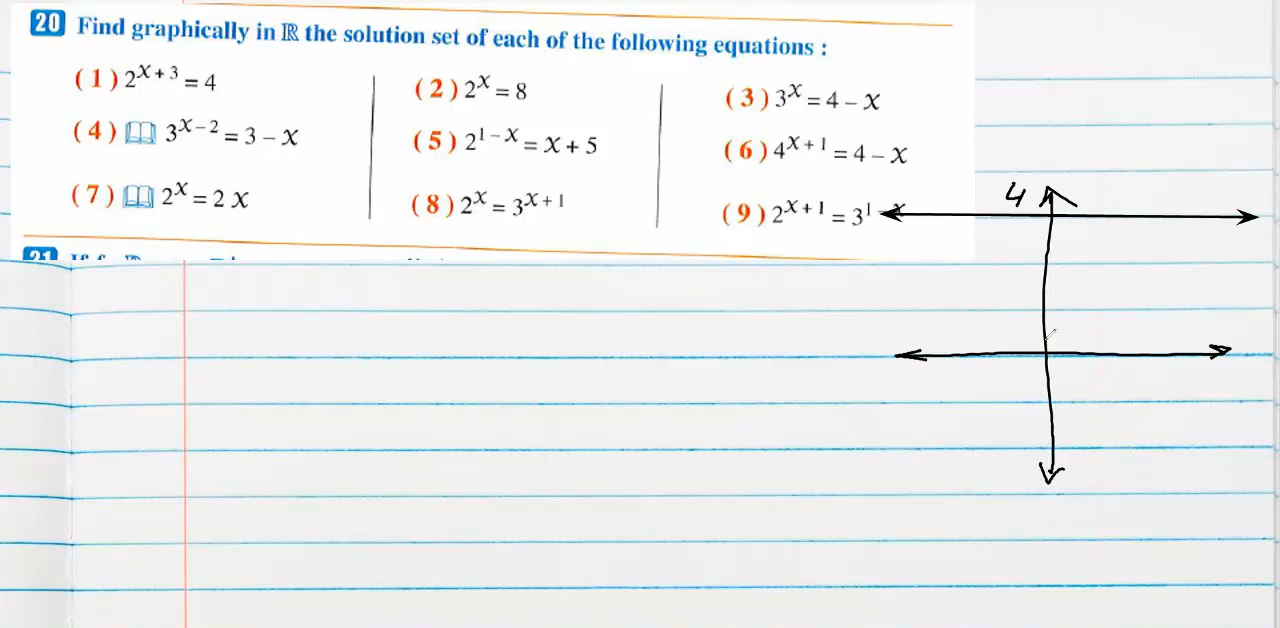 20 Find graphically in ℝ the solution set of each of the following equations :
(1) 2^{x+3} = 4
(2) 2^x = 8
(3) 3^x = 4 – x
(4) 3^{x–2} = 3 – x
(5) 2^{1–x} = x + 5
(6) 4^{x+1} = 4 – x
(7) 2^x = 2 x
(8) 2^x = 3^{x+1}
(9) 2^{x+1} = 3^{1–x}
4
21